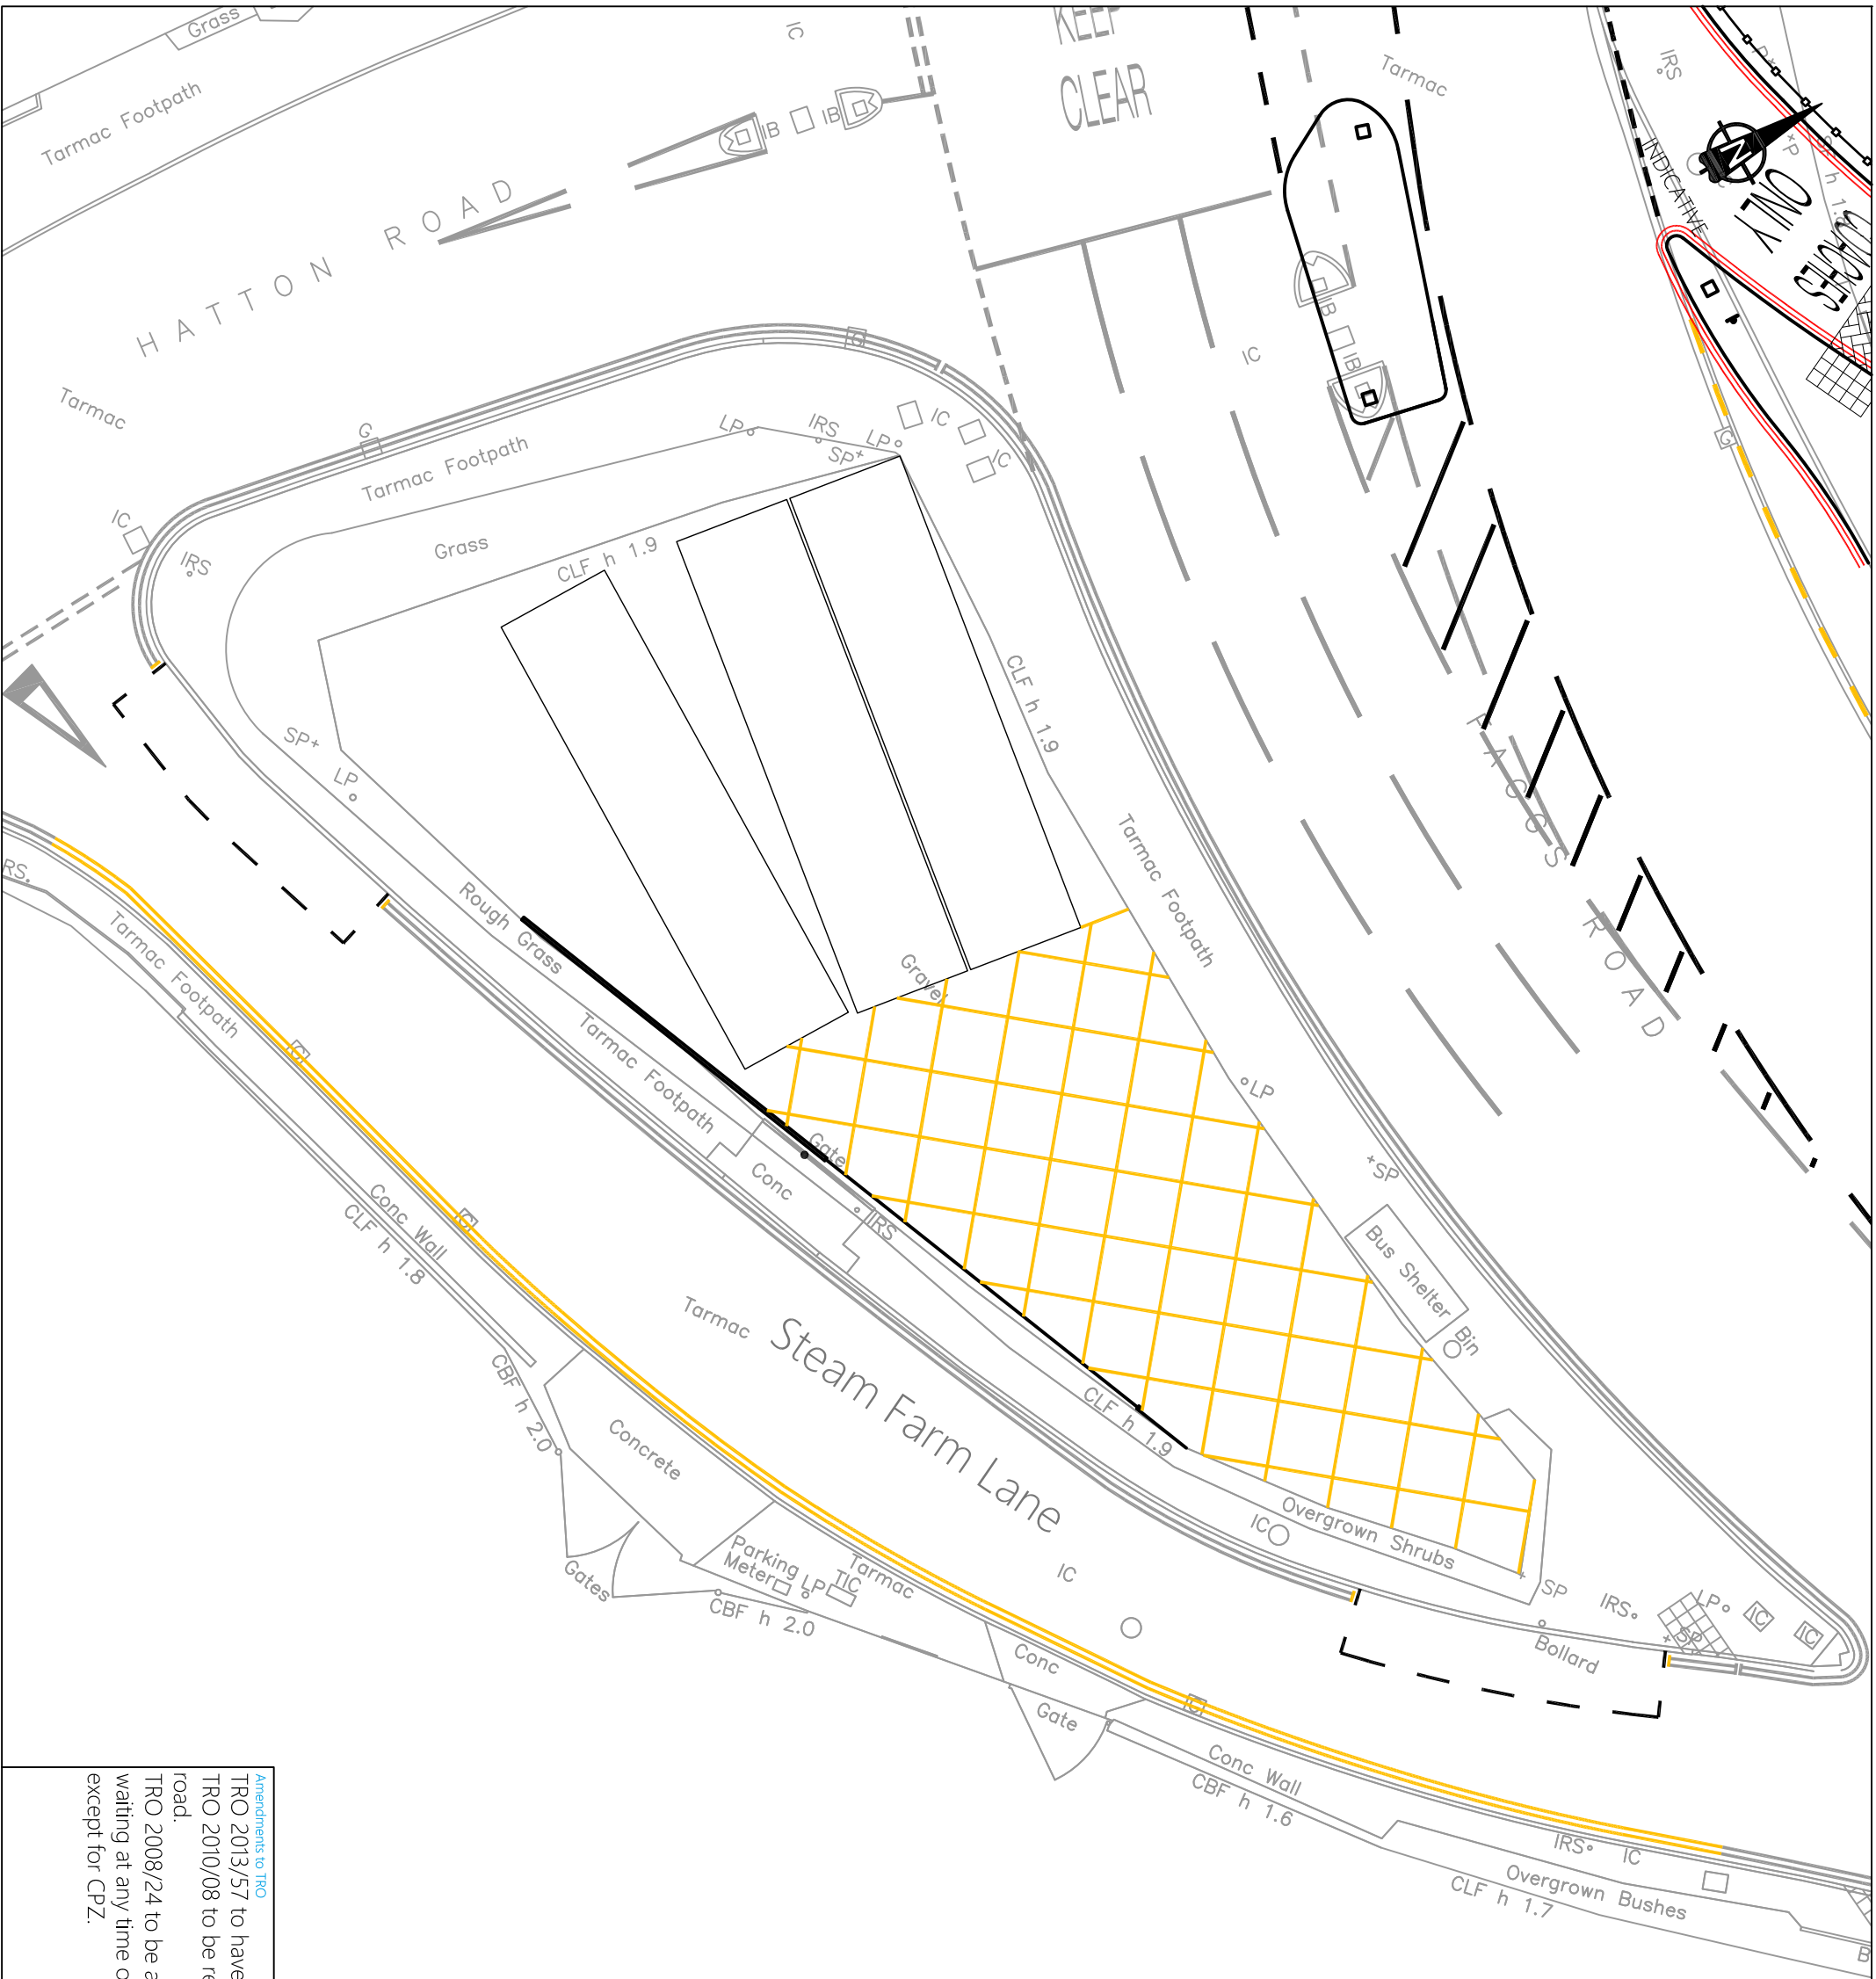 Grass
Tarmac Footpath
IC
KEEP
CLEAR
Tarmac
IRS
IB
IB
HATTON ROAD
INDICATIVE
N
P
ONLY
IB
IB
IC
Tarmac
G
G
Tarmac Footpath
LP
IRS
LP
SP
IC
IC
IC
IRS
Grass
CLF h 1.9
CLF h 1.9
G
SP
LP
FAGGS ROAD
Tarmac Footpath
Rough Grass
Gravel
Tarmac Footpath
Tarmac Footpath
G
LP
SP
Gate
Conc
IRS
G
Conc Wall
CLF h 1.8
Bus Shelter
Bin
Tarmac
Steam Farm Lane
CBF h 2.0
CLF h 1.9
Concrete
IC
Overgrown Shrubs
Gates
Parking
Meter
LP
TIC
Tarmac
CBF h 2.0
IC
SP
IRS
LP
IC
IC
SP
Bollard
Conc
Gate
G
Conc Wall
CBF h 1.6
IRS
IC
Overgrown Bushes
CLF h 1.7
Amendments to TRO
TRO 2013/57 to have
TRO 2010/08 to be re
road.
TRO 2008/24 to be a
waiting at any time o
except for CPZ.